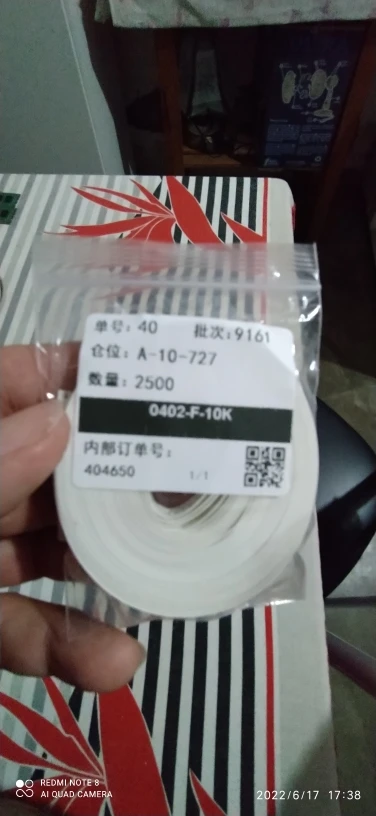 单号: 40 批次:9161
仓位: A-10-727
数量: 2500
0402-F-10K
内部订单号:
404650 1/1
REDMI NOTE 8
AI QUAD CAMERA
2022/6/17 17:38